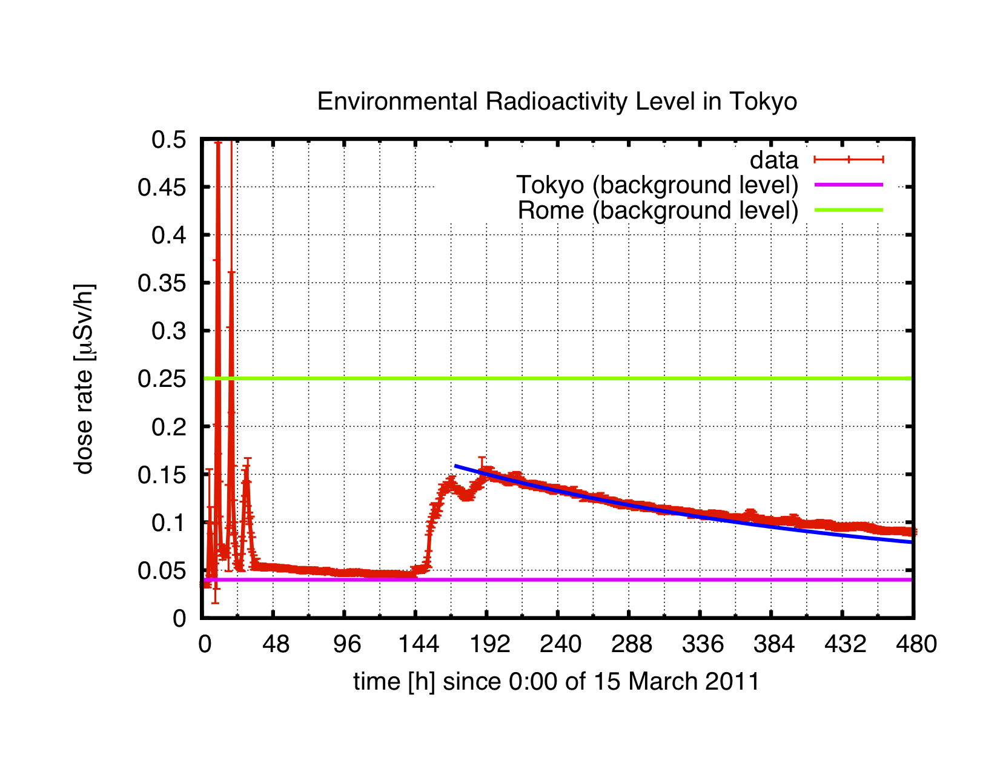 Environmental Radioactivity Level in Tokyo
0.5
0.45
0.4
0.35
0.3
0.25
0.2
0.15
0.1
0.05
0
dose rate [µSv/h]
data
Tokyo (background level)
Rome (background level)
0 48 96 144 192 240 288 336 384 432 480
time [h] since 0:00 of 15 March 2011